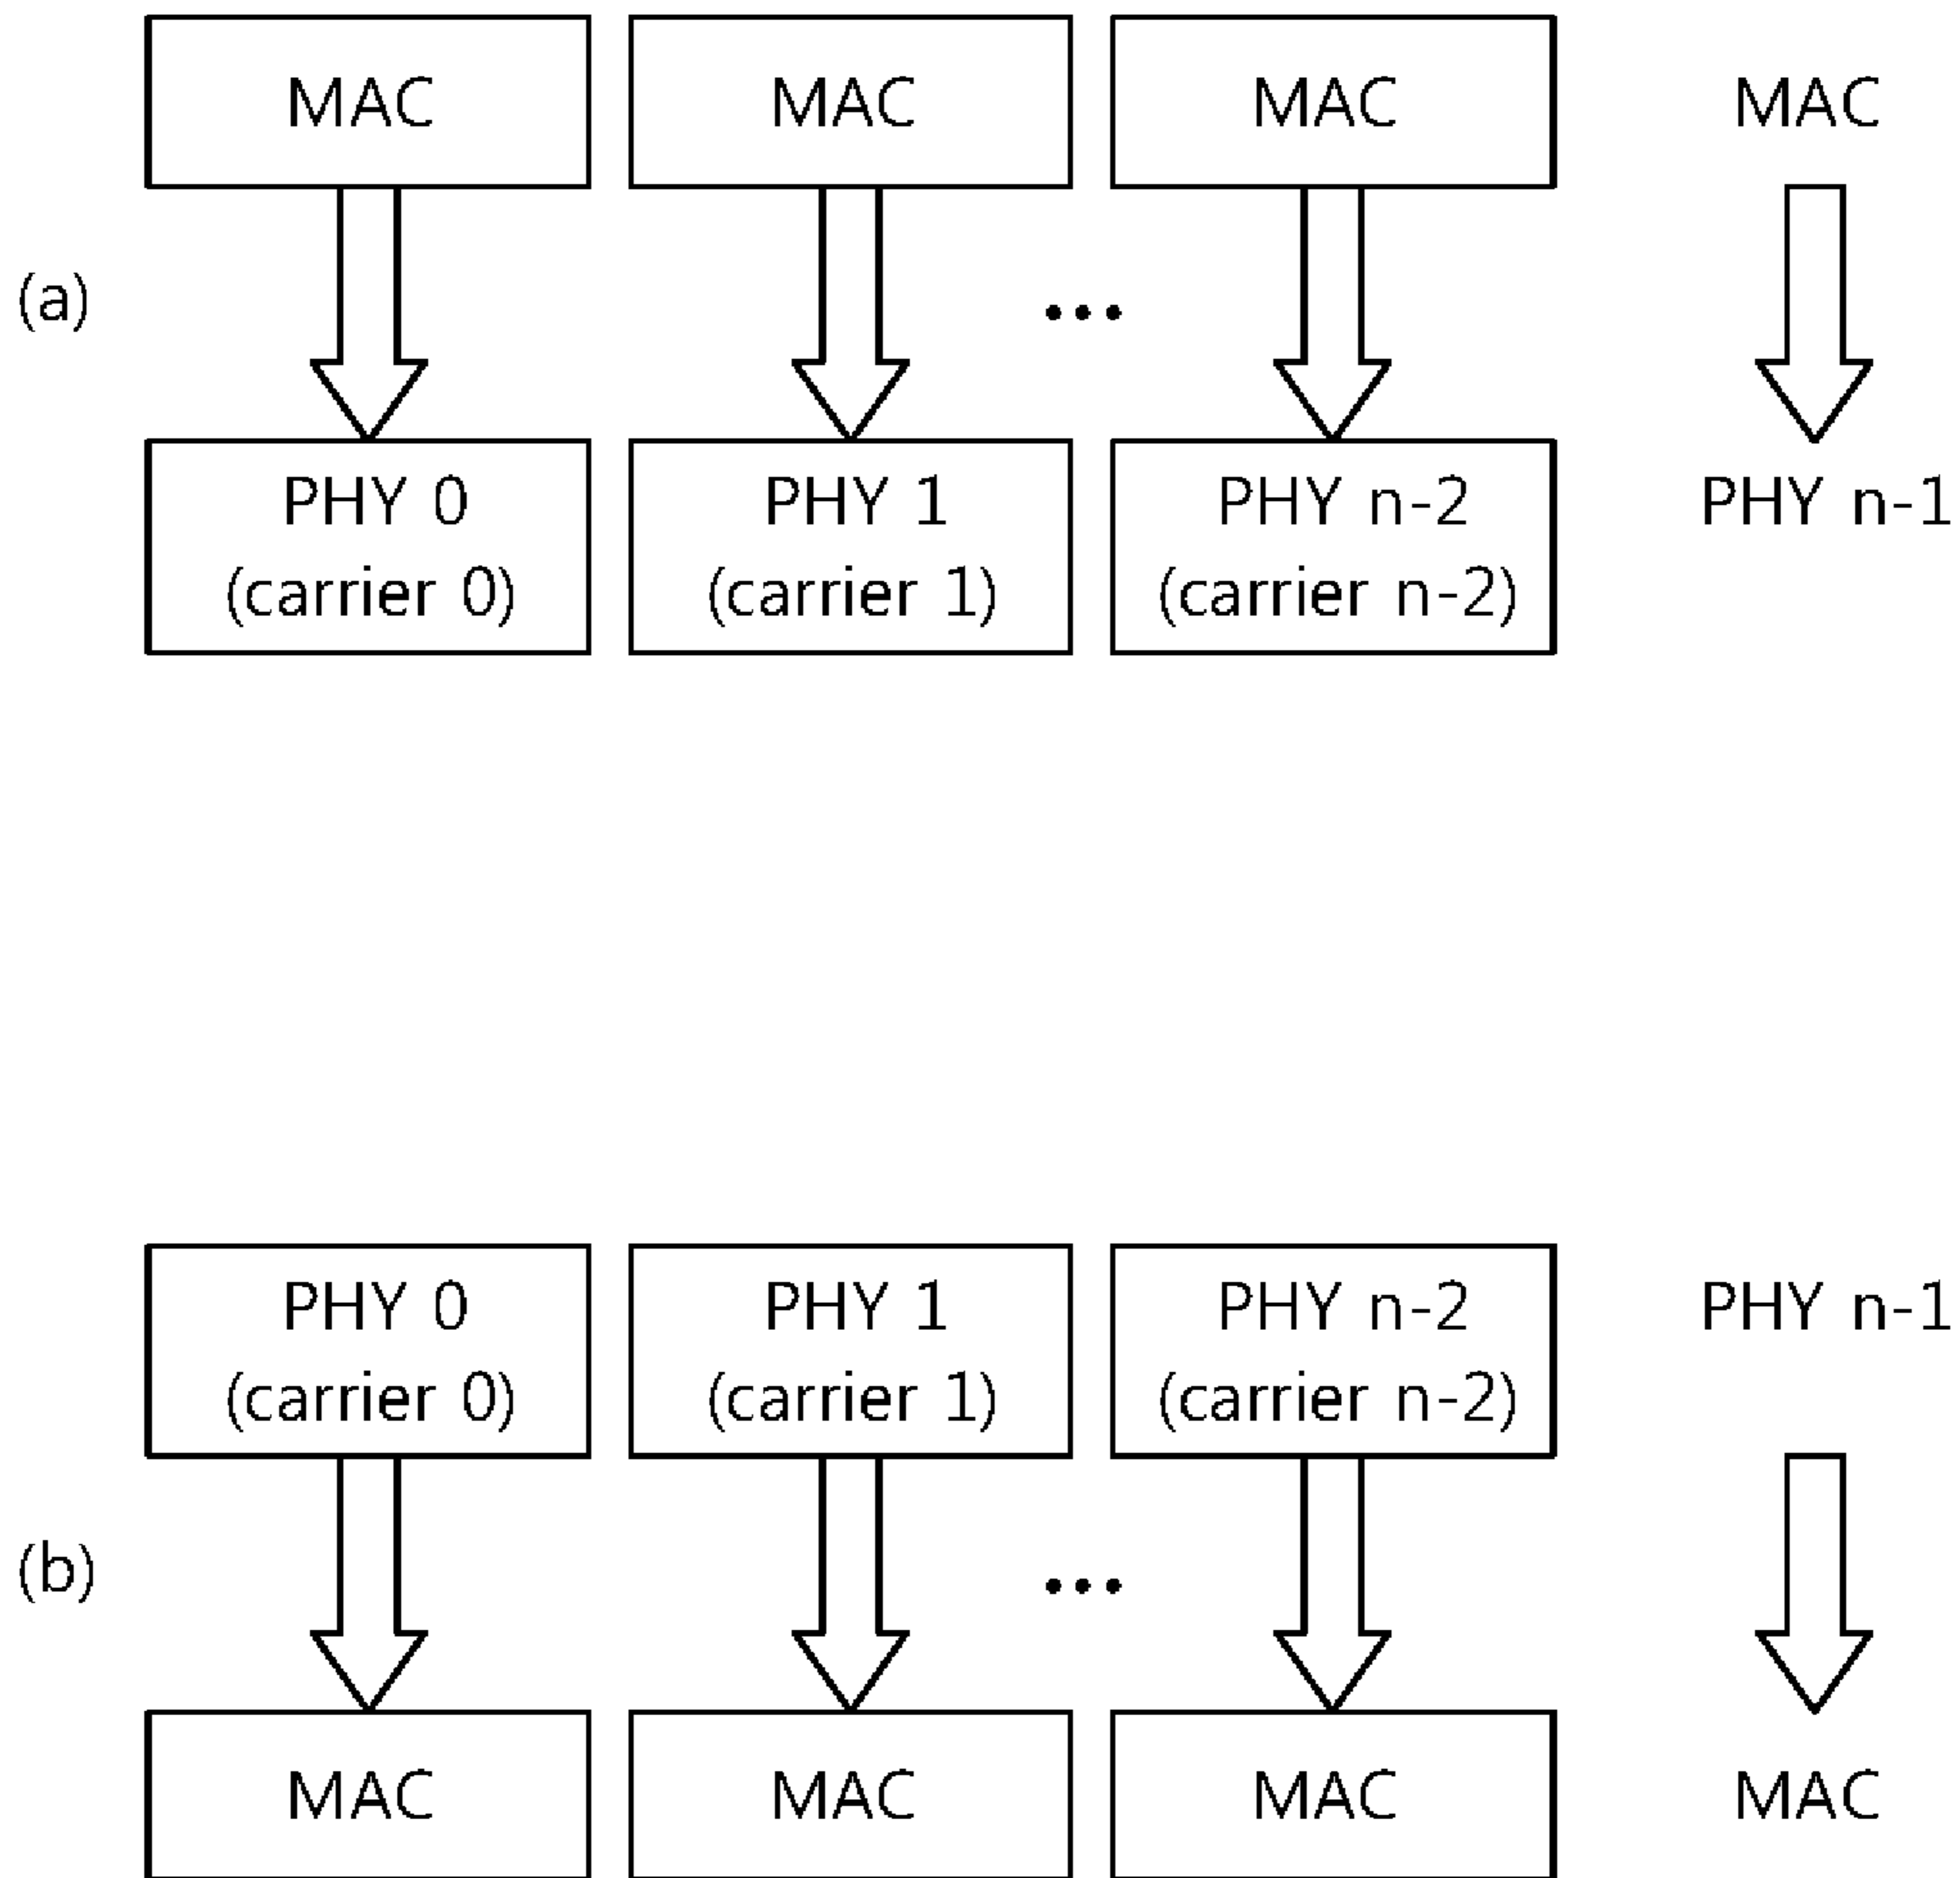 MAC MAC MAC MAC
(a)
...
PHY 0 PHY 1 PHY n-2 PHY n-1
(carrier 0) (carrier 1) (carrier n-2)
PHY 0 PHY 1 PHY n-2 PHY n-1
(carrier 0) (carrier 1) (carrier n-2)
(b)
...
MAC MAC MAC MAC